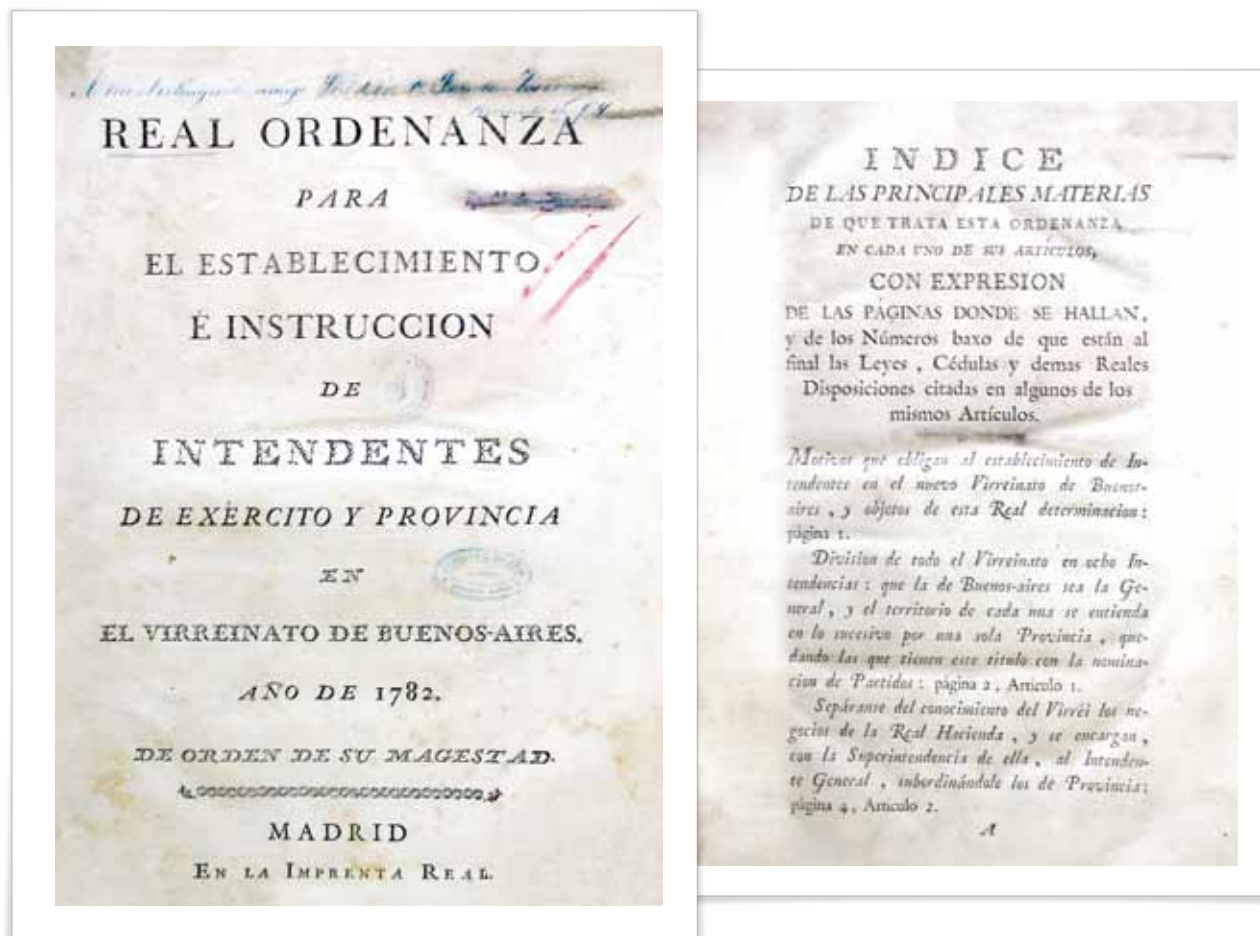 REAL ORDENANZA
PARA
EL ESTABLECIMIENTO
É INSTRUCCION
DE
INTENDENTES
DE EXÉRCITO Y PROVINCIA
EN
EL VIRREINATO DE BUENOS-AIRES.
AÑO DE 1782.
DE ORDEN DE SU MAGESTAD.
MADRID
EN LA IMPRENTA REAL.
INDICE
DE LAS PRINCIPALES MATERIAS
DE QUE TRATA ESTA ORDENANZA
EN CADA UNO DE SUS ARTÍCULOS,
CON EXPRESION
DE LAS PÁGINAS DONDE SE HALLAN,
y de los Números baxo de que están al
final las Leyes , Cédulas y demas Reales
Disposiciones citadas en algunos de los
mismos Artículos.
Motivos que obligan al establecimiento de In-
tendentes en el nuevo Virreinato de Buenos-
aires , y objetos de esta Real determinacion :
página 1.
Division de todo el Virreinato en ocho In-
tendencias : que la de Buenos-aires sea la Ge-
neral , y el territorio de cada una se entienda
en lo sucesivo por una sola Provincia , que-
dando las que tienen este título con la nomina-
cion de Partidos : página 2 , Articulo 1.
Sepáranse del conocimiento del Virréi los ne-
gocios de la Real Hacienda , y se encargan ,
con la Superintendencia de ella , al Intenden-
te General , subordinándole los de Provincia :
página 4 , Articulo 2.
A